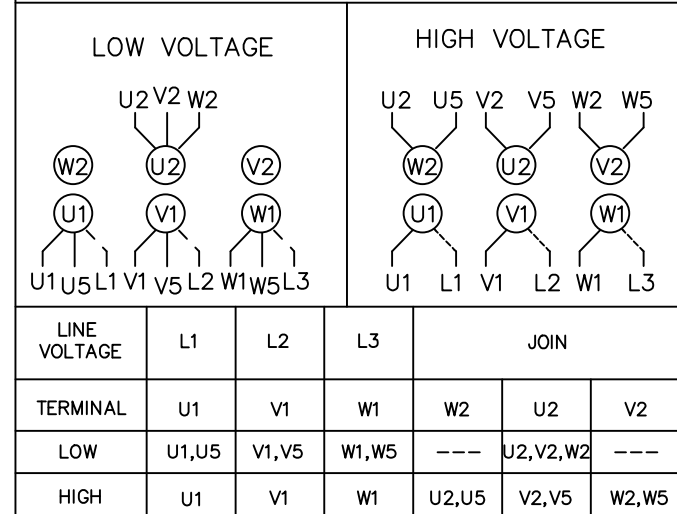 LOW VOLTAGE
U2 V2 W2
W2 U2 V2
U1 V1 W1
U1 U5 L1 V1 V5 L2 W1 W5 L3
HIGH VOLTAGE
U2 U5 V2 V5 W2 W5
W2 U2 V2
U1 V1 W1
U1 L1 V1 L2 W1 L3
LINE VOLTAGE L1 L2 L3 JOIN
TERMINAL U1 V1 W1 W2 U2 V2
LOW U1,U5 V1,V5 W1,W5 --- U2,V2,W2 ---
HIGH U1 V1 W1 U2,U5 V2,V5 W2,W5